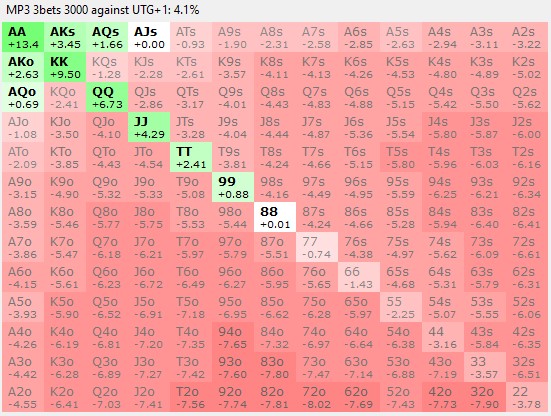 MP3 3bets 3000 against UTG+1: 4.1%
AA AKs AQs AJs ATs A9s A8s A7s A6s A5s A4s A3s A2s
+13.4 +3.45 +1.66 +0.00 -0.93 -1.90 -2.31 -2.58 -2.85 -2.63 -2.94 -3.11 -3.22
AKo KK KQs KJs KTs K9s K8s K7s K6s K5s K4s K3s K2s
+2.63 +9.50 -1.28 -2.28 -2.61 -3.57 -4.11 -4.13 -4.26 -4.53 -4.80 -4.89 -5.02
AQo KQo QQ QJs QTs Q9s Q8s Q7s Q6s Q5s Q4s Q3s Q2s
+0.69 -2.41 +6.73 -2.86 -3.17 -4.01 -4.43 -4.83 -4.88 -5.15 -5.42 -5.50 -5.62
AJo KJo QJo JJ JTs J9s J8s J7s J6s J5s J4s J3s J2s
-1.08 -3.50 -4.10 +4.29 -3.28 -4.04 -4.44 -4.87 -5.36 -5.54 -5.80 -5.87 -6.00
ATo KTo QTo JTo TT T9s T8s T7s T6s T5s T4s T3s T2s
-2.09 -3.85 -4.43 -4.54 +2.41 -3.81 -4.24 -4.66 -5.15 -5.80 -5.96 -6.03 -6.16
A9o K9o Q9o J9o T9o 99 98s 97s 96s 95s 94s 93s 92s
-3.15 -4.90 -5.32 -5.33 -5.08 +0.88 -4.16 -4.49 -4.95 -5.59 -6.25 -6.21 -6.34
A8o K8o Q8o J8o T8o 98o 88 87s 86s 85s 84s 83s 82s
-3.59 -5.46 -5.77 -5.75 -5.53 -5.44 +0.01 -4.24 -4.66 -5.28 -5.94 -6.40 -6.41
A7o K7o Q7o J7o T7o 97o 87o 77 76s 75s 74s 73s 72s
-3.86 -5.47 -6.18 -6.21 -5.97 -5.79 -5.51 -0.74 -4.38 -4.97 -5.62 -6.09 -6.61
A6o K6o Q6o J6o T6o 96o 86o 76o 66 65s 64s 63s 62s
-4.15 -5.61 -6.23 -6.72 -6.49 -6.27 -5.95 -5.65 -1.43 -4.68 -5.31 -5.79 -6.31
A5o K5o Q5o J5o T5o 95o 85o 75o 65o 55 54s 53s 52s
-3.93 -5.90 -6.52 -6.91 -7.18 -6.95 -6.62 -6.28 -5.97 -2.25 -5.07 -5.55 -6.06
A4o K4o Q4o J4o T4o 94o 84o 74o 64o 54o 44 43s 42s
-4.26 -6.19 -6.81 -7.20 -7.35 -7.65 -7.32 -6.97 -6.64 -6.38 -3.16 -5.84 -6.35
A3o K3o Q3o J3o T3o 93o 83o 73o 63o 53o 43o 33 32s
-4.42 -6.28 -6.89 -7.27 -7.42 -7.60 -7.80 -7.47 -7.14 -6.88 -7.19 -3.57 -6.51
A2o K2o Q2o J2o T2o 92o 82o 72o 62o 52o 42o 32o 22
-4.55 -6.41 -7.03 -7.41 -7.56 -7.74 -7.81 -8.02 -7.69 -7.43 -7.73 -7.90 -3.78